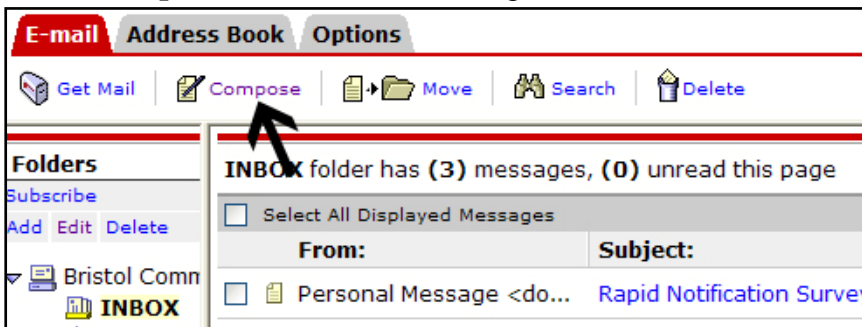 E-mail Address Book Options
Get Mail Compose Move Search Delete
Folders
Subscribe
Add Edit Delete
Bristol Comm
INBOX
INBOX folder has (3) messages, (0) unread this page
Select All Displayed Messages
From: Subject:
Personal Message <do... Rapid Notification Survey